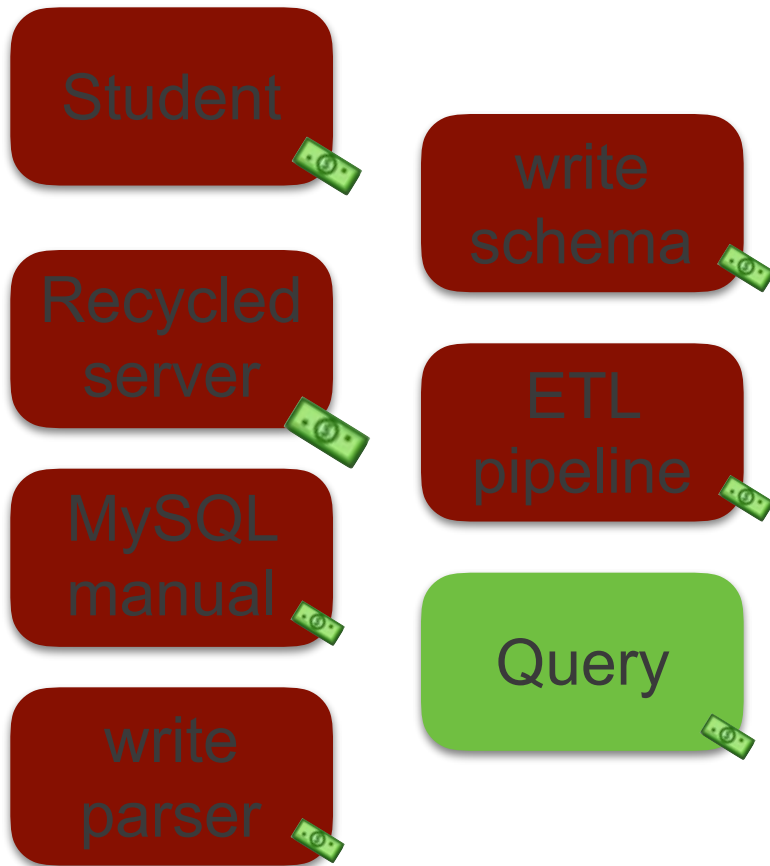 Student
Recycled
server
MySQL
manual
write
parser
write
schema
ETL
pipeline
Query